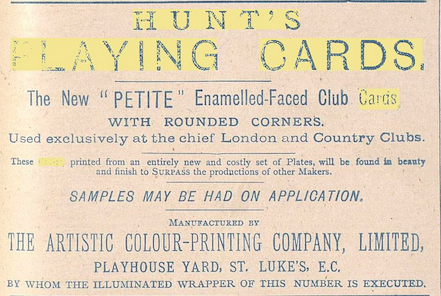 HUNT'S
PLAYING CARDS.
The New "PETITE" Enamelled-Faced Club Cards
WITH ROUNDED CORNERS.
Used exclusively at the chief London and Country Clubs.
These Cards printed from an entirely new and costly set of Plates, will be found in beauty
and finish to SURPASS the productions of other Makers.
SAMPLES MAY BE HAD ON APPLICATION.
MANUFACTURED BY
THE ARTISTIC COLOUR-PRINTING COMPANY, LIMITED,
PLAYHOUSE YARD, ST. LUKE'S, E.C.
BY WHOM THE ILLUMINATED WRAPPER OF THIS NUMBER IS EXECUTED.